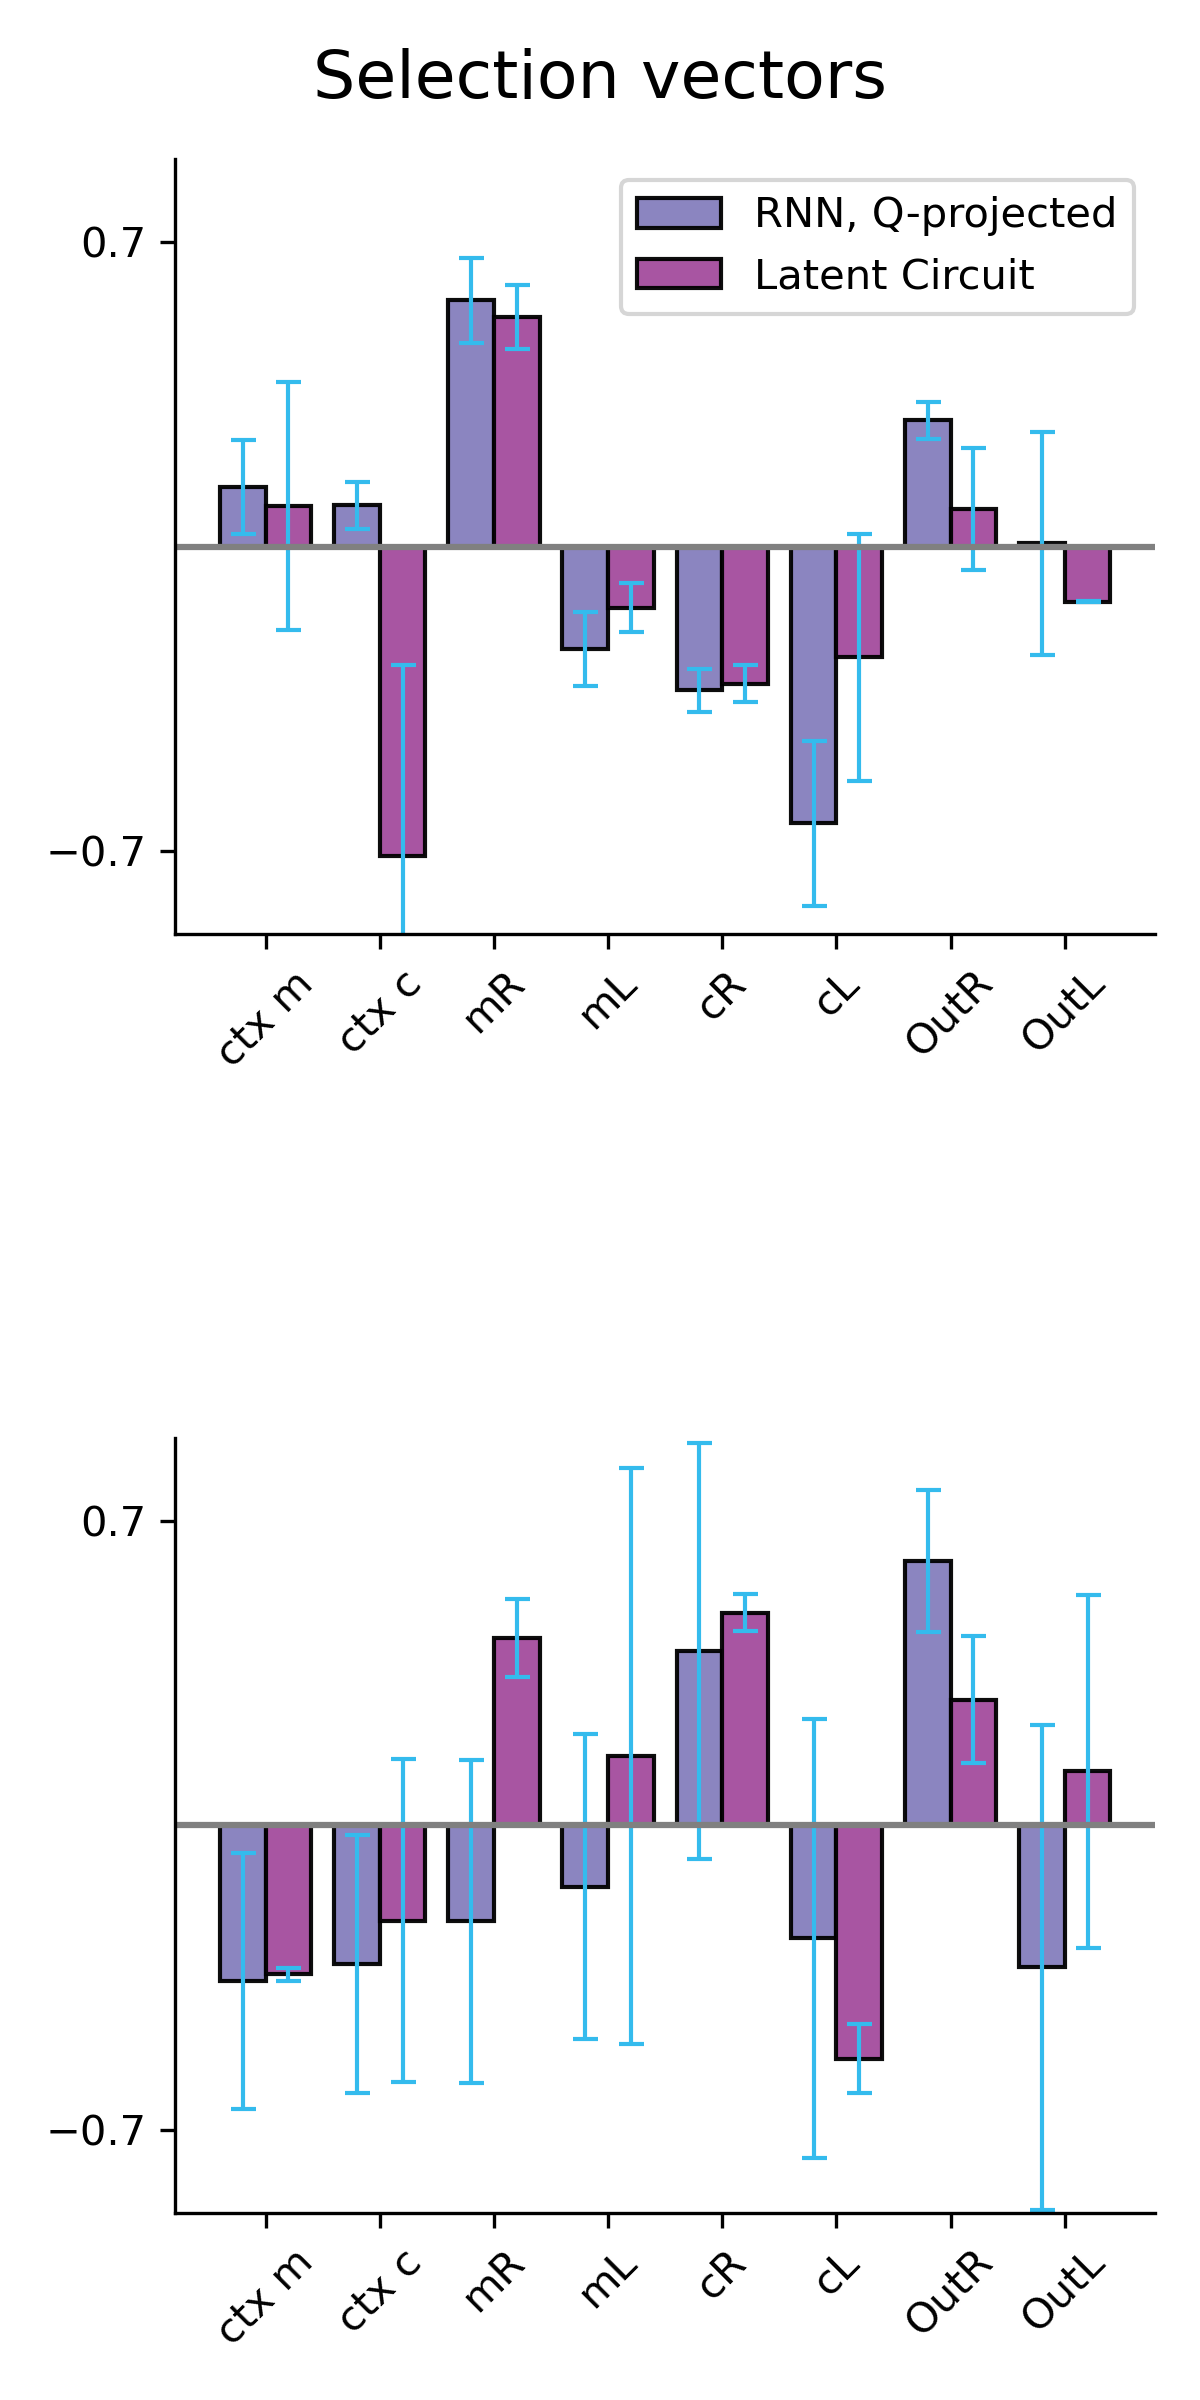 Selection vectors
RNN, Q-projected
Latent Circuit
0.7
−0.7
ctx m
ctx c
mR
mL
cR
cL
OutR
OutL
0.7
−0.7
ctx m
ctx c
mR
mL
cR
cL
OutR
OutL